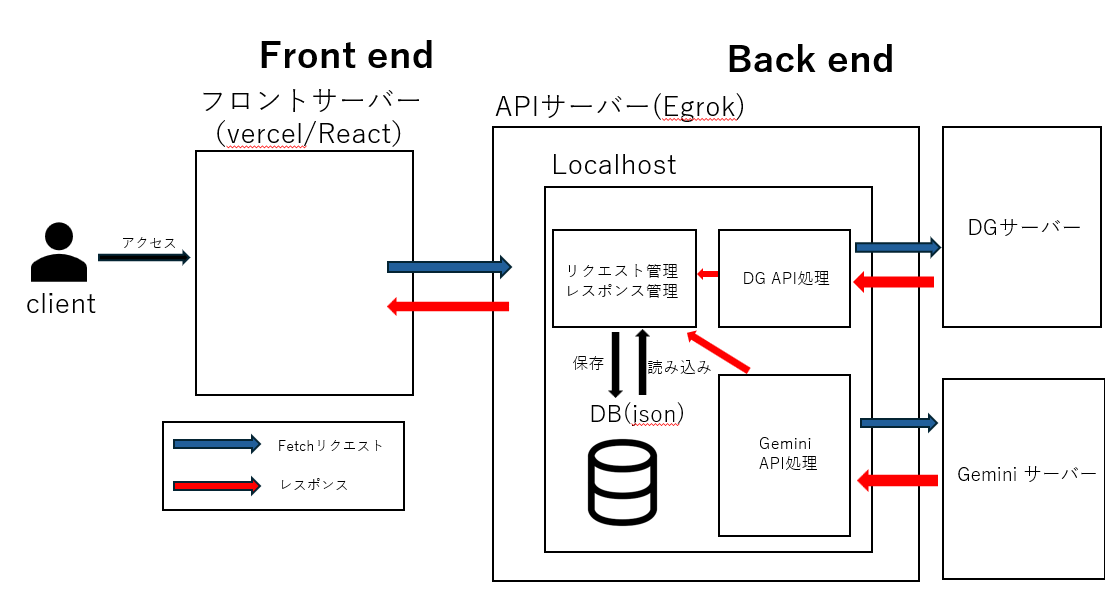 Front end
Back end
フロントサーバー
(vercel/React)
APIサーバー(Egrok)
Localhost
アクセス
client
リクエスト管理
レスポンス管理
DG API処理
DGサーバー
保存
読み込み
DB(json)
Gemini
API処理
Gemini サーバー
Fetchリクエスト
レスポンス